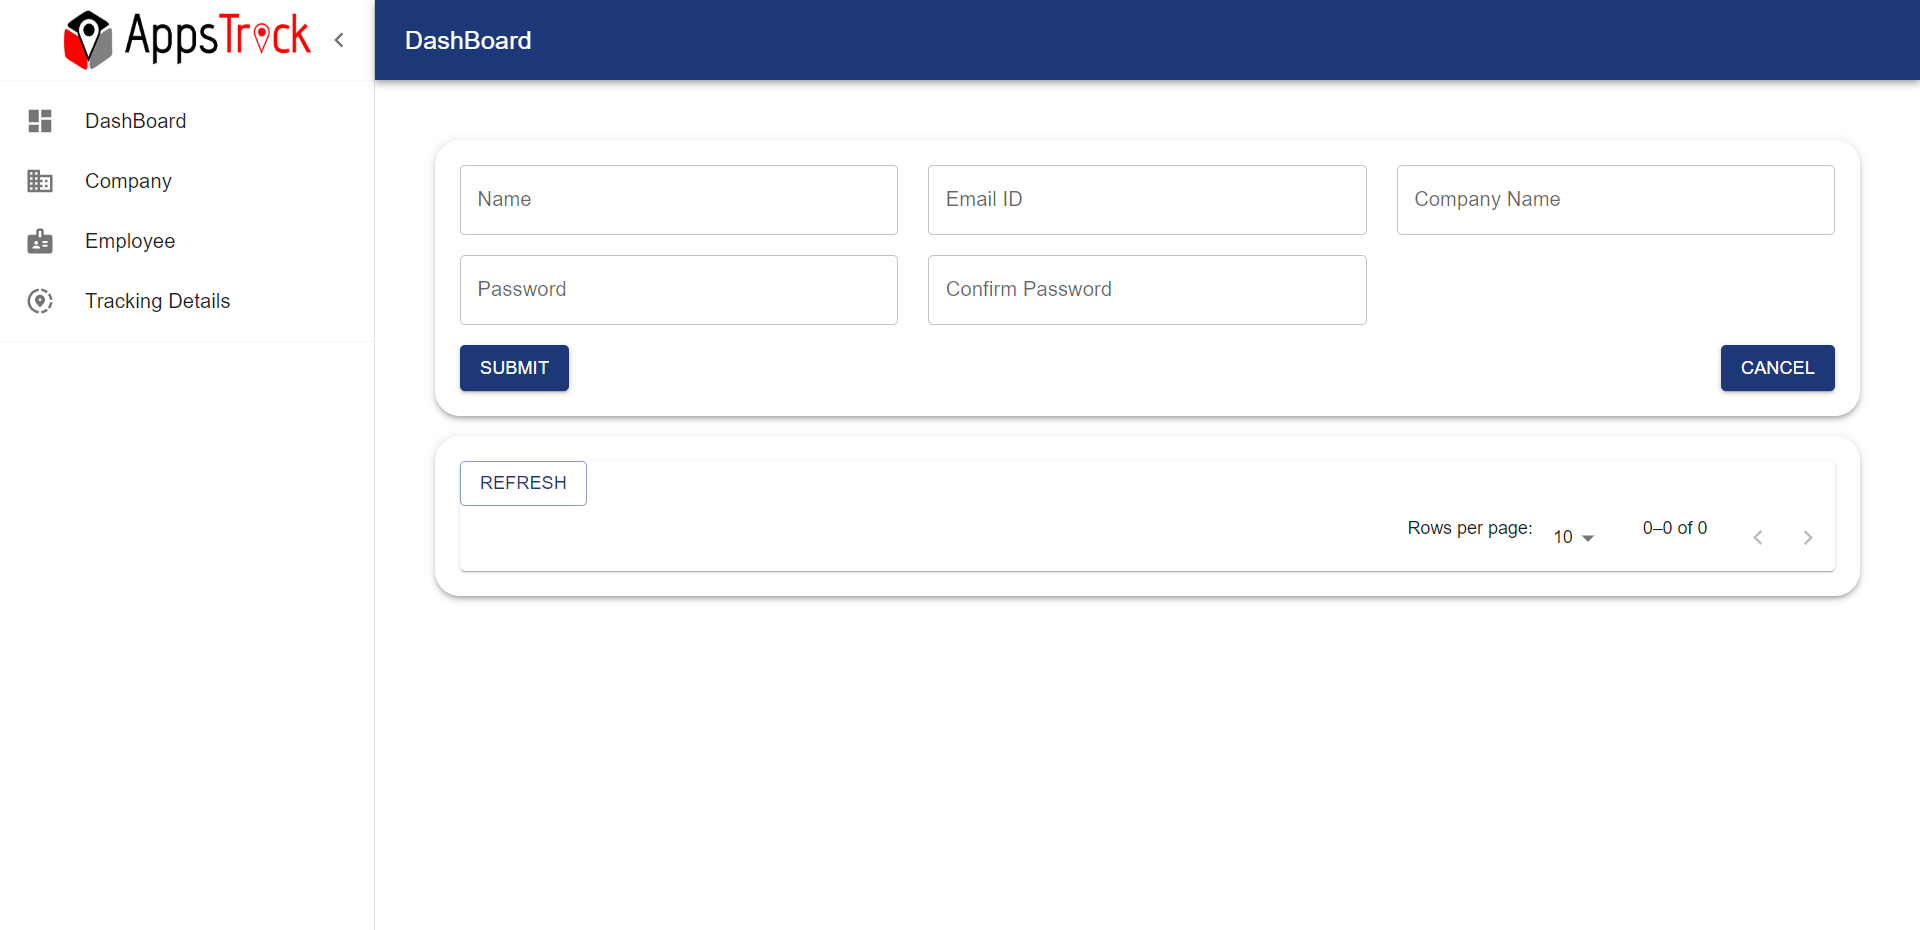 AppsTrack
DashBoard
DashBoard
Company
Employee
Tracking Details
Name
Email ID
Company Name
Password
Confirm Password
SUBMIT
CANCEL
REFRESH
Rows per page:
10
0–0 of 0